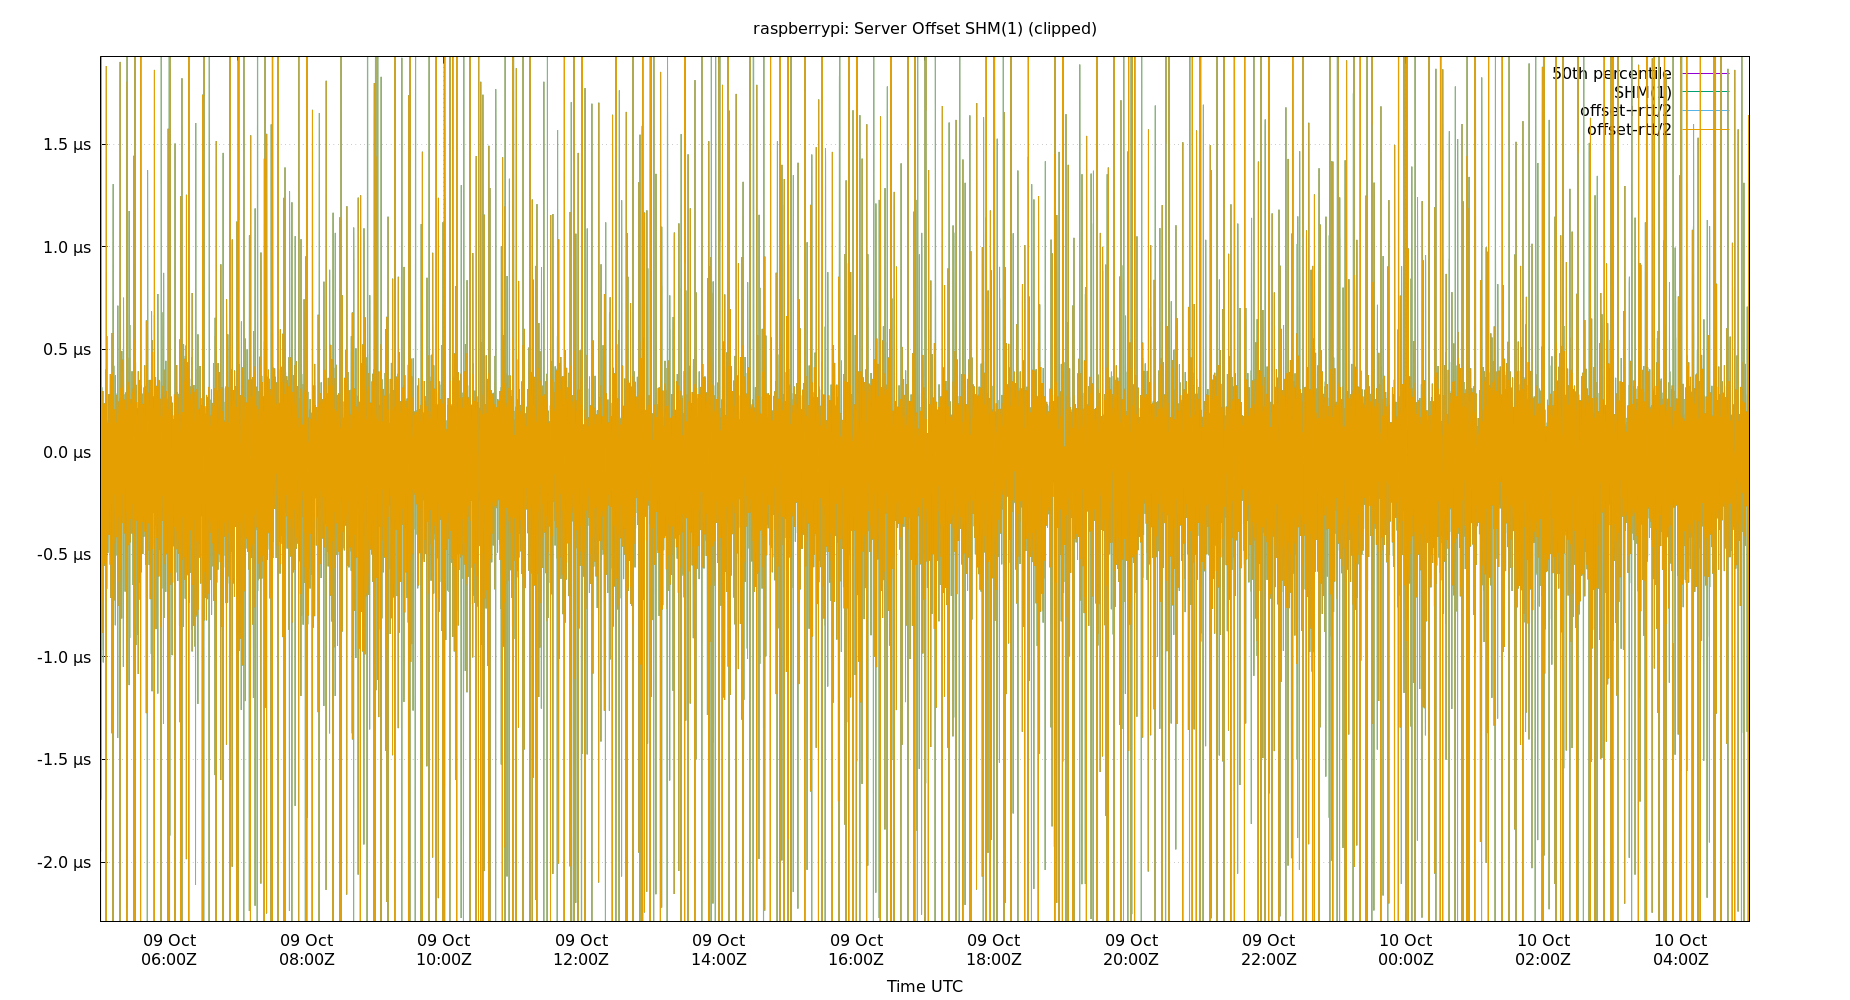 raspberrypi: Server Offset SHM(1) (clipped)
50th percentile
SHM(1)
offset+rtt/2
offset-rtt/2
1.5 µs
1.0 µs
0.5 µs
0.0 µs
-0.5 µs
-1.0 µs
-1.5 µs
-2.0 µs
09 Oct 09 Oct 09 Oct 09 Oct 09 Oct 09 Oct 09 Oct 09 Oct 09 Oct 10 Oct 10 Oct 10 Oct
06:00Z 08:00Z 10:00Z 12:00Z 14:00Z 16:00Z 18:00Z 20:00Z 22:00Z 00:00Z 02:00Z 04:00Z
Time UTC